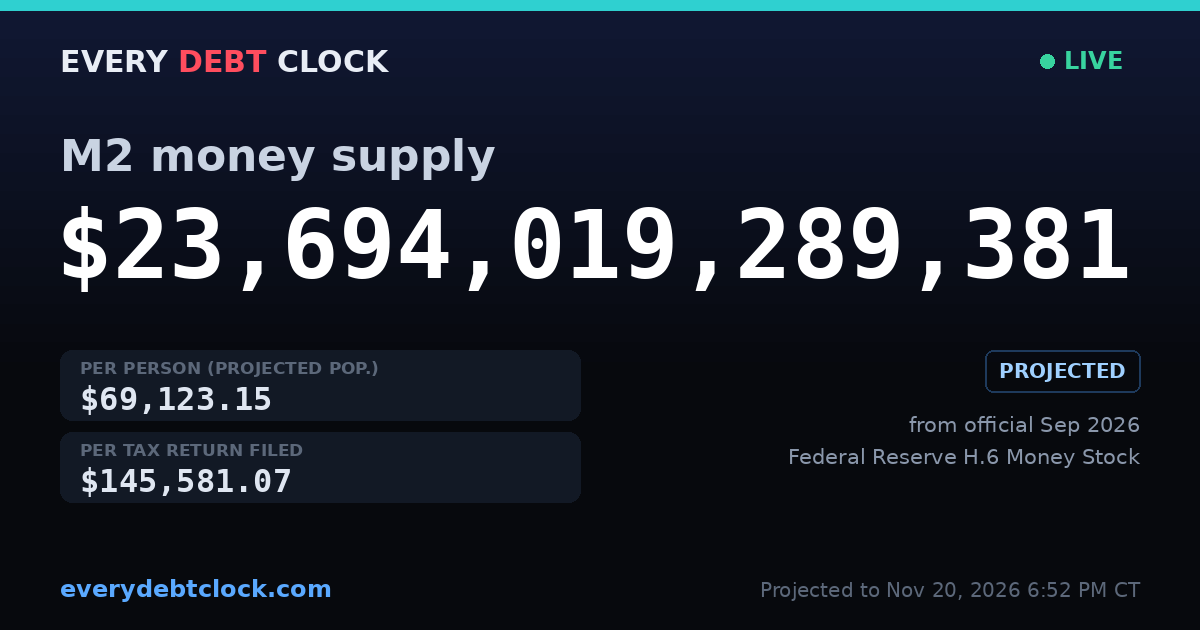 EVERY DEBT CLOCK
LIVE
M2 money supply
$23,694,019,289,381
PER PERSON (PROJECTED POP.)
$69,123.15
PER TAX RETURN FILED
$145,581.07
PROJECTED
from official Sep 2026
Federal Reserve H.6 Money Stock
everydebtclock.com
Projected to Nov 20, 2026 6:52 PM CT